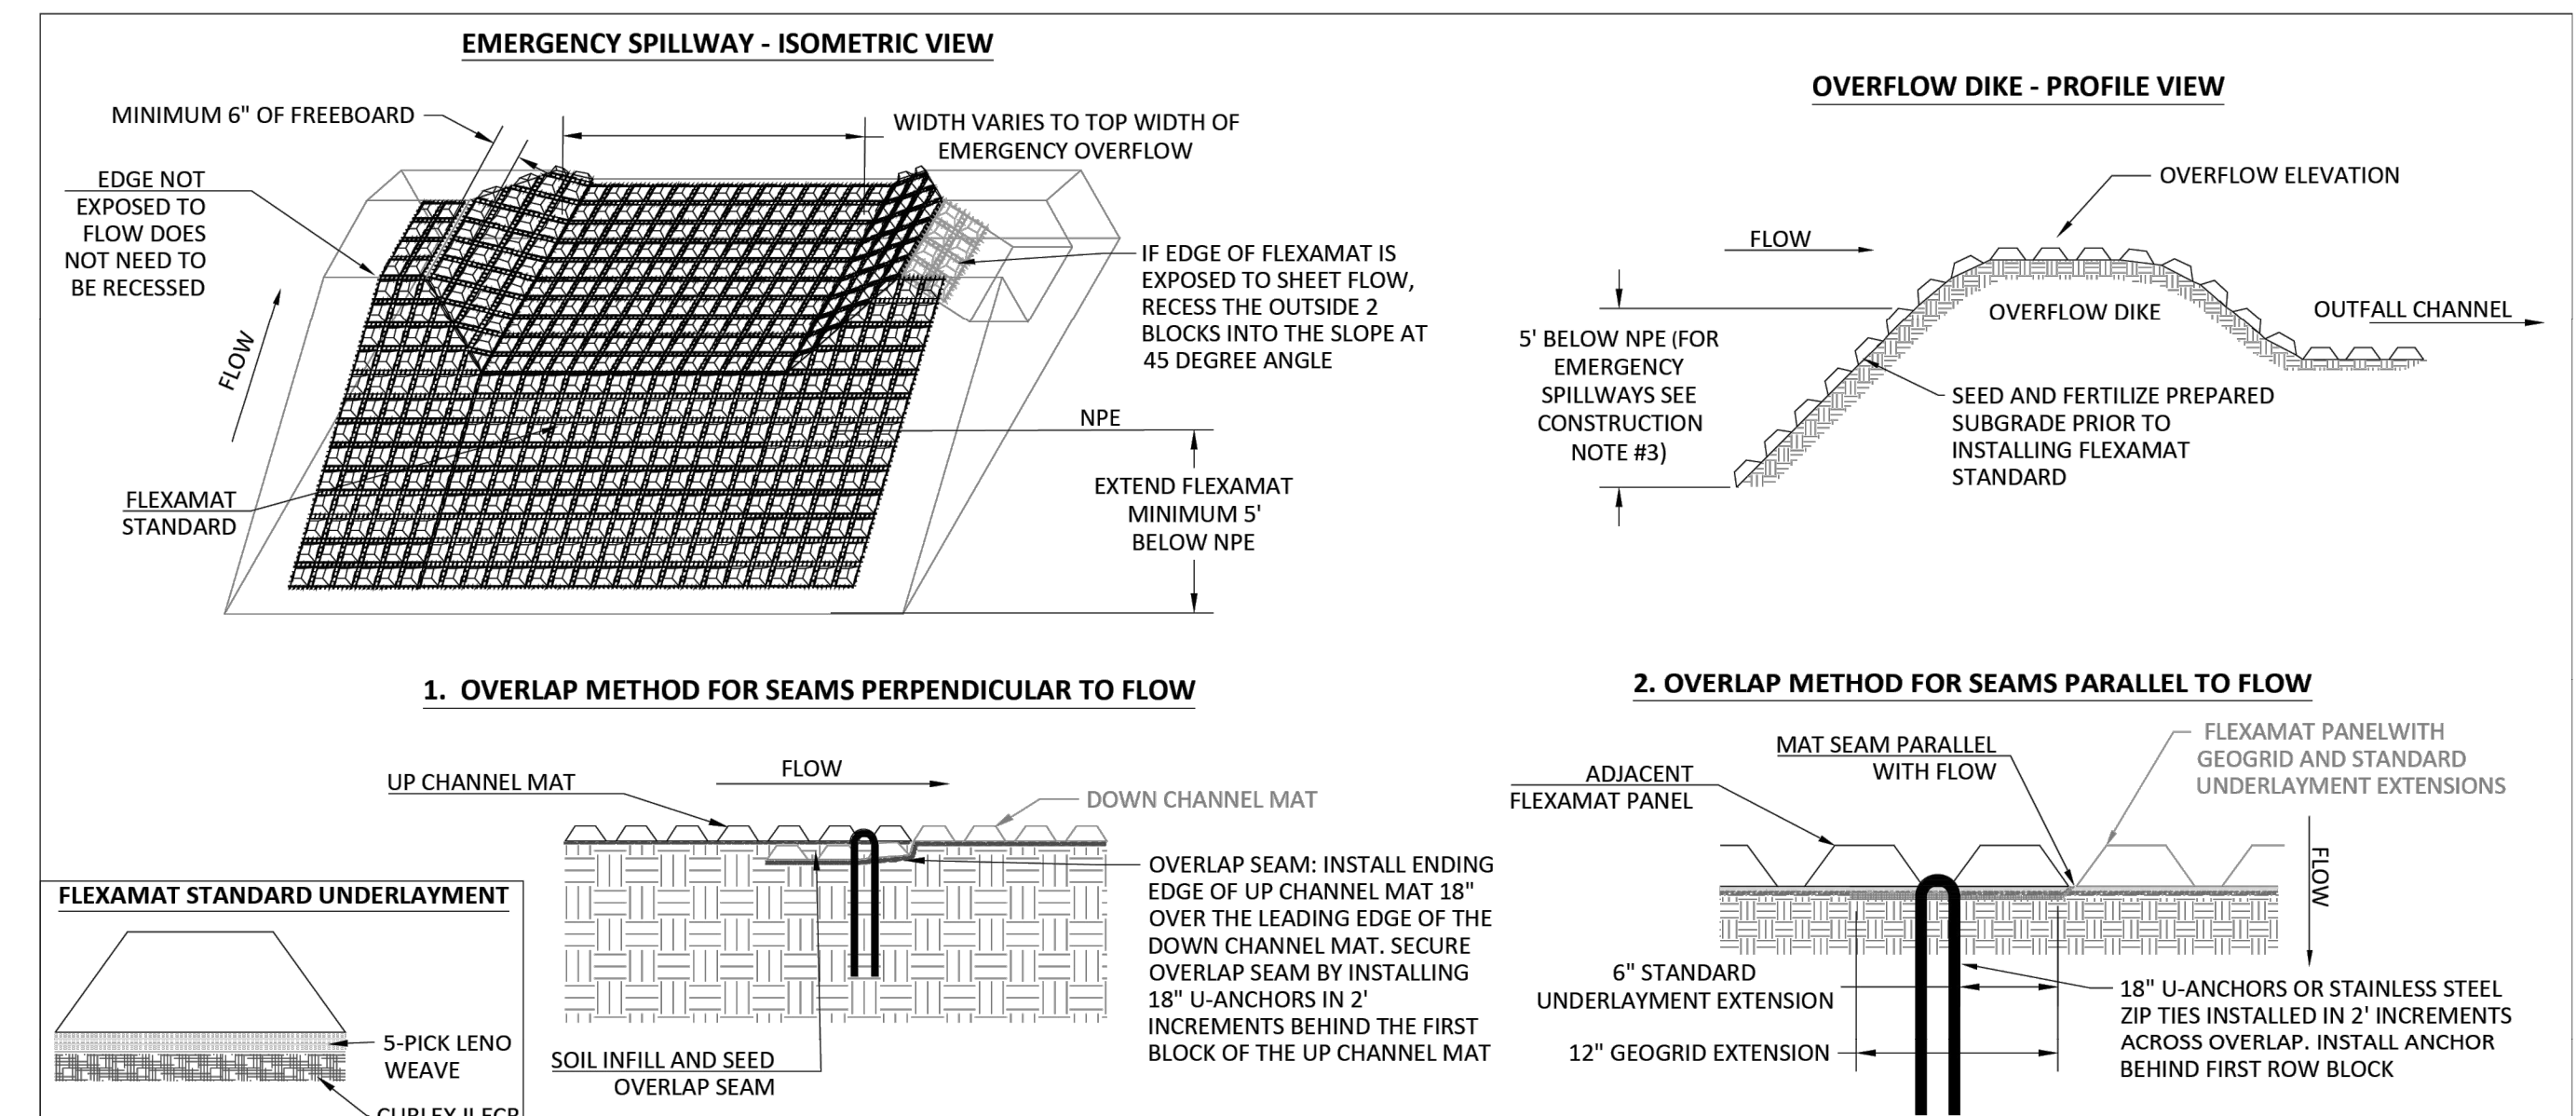 EMERGENCY SPILLWAY - ISOMETRIC VIEW
MINIMUM 6" OF FREEBOARD
WIDTH VARIES TO TOP WIDTH OF
EMERGENCY OVERFLOW
EDGE NOT
EXPOSED TO
FLOW DOES
NOT NEED TO
BE RECESSED
IF EDGE OF FLEXAMAT IS
EXPOSED TO SHEET FLOW,
RECESS THE OUTSIDE 2
BLOCKS INTO THE SLOPE AT
45 DEGREE ANGLE
FLOW
NPE
FLEXAMAT
STANDARD
EXTEND FLEXAMAT
MINIMUM 5'
BELOW NPE
OVERFLOW DIKE - PROFILE VIEW
OVERFLOW ELEVATION
FLOW
OVERFLOW DIKE
OUTFALL CHANNEL
5' BELOW NPE (FOR
EMERGENCY
SPILLWAYS SEE
CONSTRUCTION
NOTE #3)
SEED AND FERTILIZE PREPARED
SUBGRADE PRIOR TO
INSTALLING FLEXAMAT
STANDARD
1. OVERLAP METHOD FOR SEAMS PERPENDICULAR TO FLOW
UP CHANNEL MAT
FLOW
DOWN CHANNEL MAT
OVERLAP SEAM: INSTALL ENDING
EDGE OF UP CHANNEL MAT 18"
OVER THE LEADING EDGE OF THE
DOWN CHANNEL MAT. SECURE
OVERLAP SEAM BY INSTALLING
18" U-ANCHORS IN 2'
INCREMENTS BEHIND THE FIRST
BLOCK OF THE UP CHANNEL MAT
SOIL INFILL AND SEED
OVERLAP SEAM
FLEXAMAT STANDARD UNDERLAYMENT
5-PICK LENO
WEAVE
2. OVERLAP METHOD FOR SEAMS PARALLEL TO FLOW
MAT SEAM PARALLEL
WITH FLOW
ADJACENT
FLEXAMAT PANEL
FLEXAMAT PANELWITH
GEOGRID AND STANDARD
UNDERLAYMENT EXTENSIONS
FLOW
6" STANDARD
UNDERLAYMENT EXTENSION
12" GEOGRID EXTENSION
18" U-ANCHORS OR STAINLESS STEEL
ZIP TIES INSTALLED IN 2' INCREMENTS
ACROSS OVERLAP. INSTALL ANCHOR
BEHIND FIRST ROW BLOCK